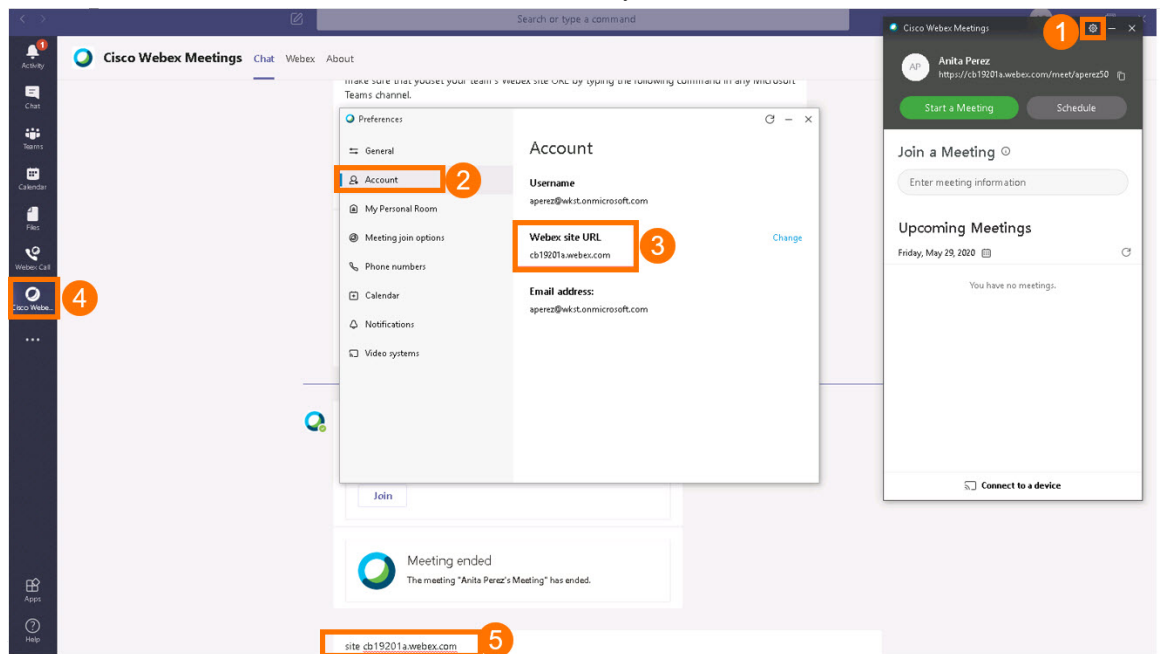 Search or type a command
Activity
Chat
Teams
Calendar
Files
Webex Call
Cisco Webe...
4
Apps
Help
Cisco Webex Meetings Chat Webex About
make sure that youset your team's Webex site URL by typing the following command in any Microsoft
Teams channel.
Preferences
General
Account
2
My Personal Room
Meeting join options
Phone numbers
Calendar
Notifications
Video systems
Account
Username
aperez@wkst.onmicrosoft.com
Webex site URL
3
Change
cb19201a.webex.com
Email address:
aperez@wkst.onmicrosoft.com
Join
Meeting ended
The meeting "Anita Perez's Meeting" has ended.
site cb19201a.webex.com
5
Cisco Webex Meetings
1
AP
Anita Perez
https://cb19201a.webex.com/meet/aperez50
Start a Meeting
Schedule
Join a Meeting
Enter meeting information
Upcoming Meetings
Friday, May 29, 2020
You have no meetings.
Connect to a device